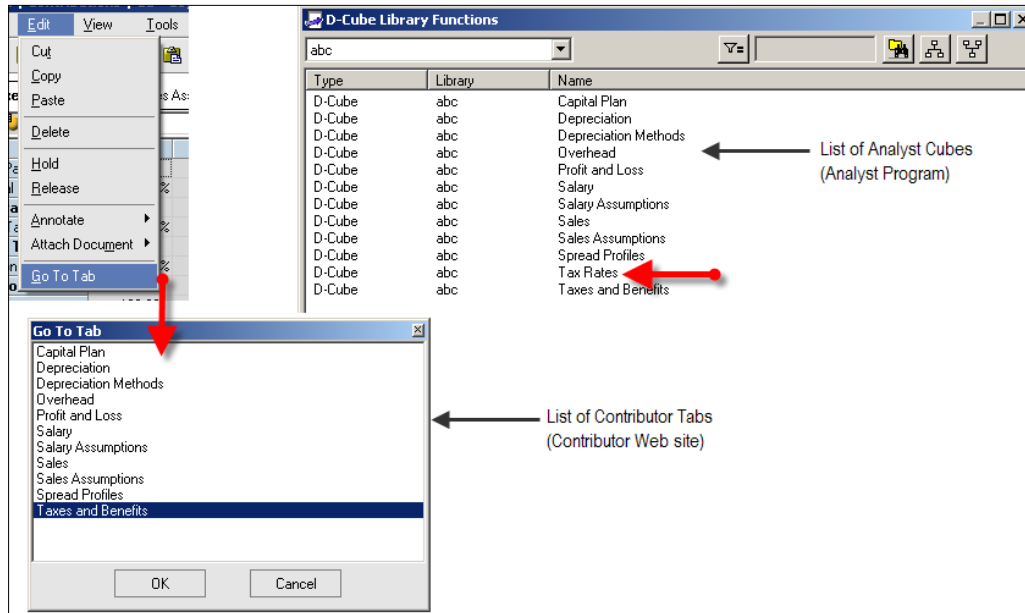 Edit View Tools
Cut
Copy
Paste
Delete
Hold
Release
Annotate
Attach Document
Go To Tab
s As
%
%
%
D-Cube Library Functions
abc
Type Library Name
D-Cube abc Capital Plan
D-Cube abc Depreciation
D-Cube abc Depreciation Methods
D-Cube abc Overhead
D-Cube abc Profit and Loss
D-Cube abc Salary
D-Cube abc Salary Assumptions
D-Cube abc Sales
D-Cube abc Sales Assumptions
D-Cube abc Spread Profiles
D-Cube abc Tax Rates
D-Cube abc Taxes and Benefits
List of Analyst Cubes
(Analyst Program)
Go To Tab
Capital Plan
Depreciation
Depreciation Methods
Overhead
Profit and Loss
Salary
Salary Assumptions
Sales
Sales Assumptions
Spread Profiles
Taxes and Benefits
OK Cancel
List of Contributor Tabs
(Contributor Web site)